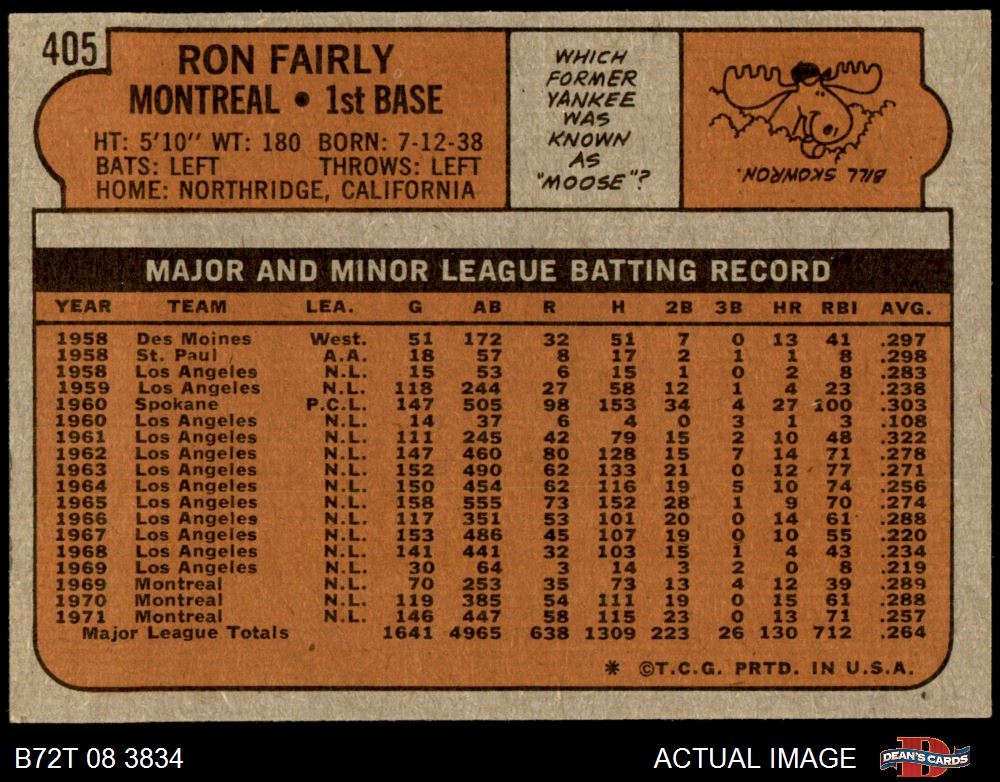 405
RON FAIRLY
MONTREAL • 1st BASE
HT: 5'10" WT: 180 BORN: 7-12-38
BATS: LEFT THROWS: LEFT
HOME: NORTHRIDGE, CALIFORNIA
WHICH
FORMER
YANKEE
WAS
KNOWN
AS
"MOOSE"?
BILL SKOWRON.
MAJOR AND MINOR LEAGUE BATTING RECORD
YEAR TEAM LEA. G AB R H 2B 3B HR RBI AVG.
1958 Des Moines West. 51 172 32 51 7 0 13 41 .297
1958 St. Paul A.A. 18 57 8 17 2 1 1 8 .298
1958 Los Angeles N.L. 15 53 6 15 1 0 2 8 .283
1959 Los Angeles N.L. 118 244 27 58 12 1 4 23 .238
1960 Spokane P.C.L. 147 505 98 153 34 4 27 100 .303
1960 Los Angeles N.L. 14 37 6 4 0 3 1 3 .108
1961 Los Angeles N.L. 111 245 42 79 15 2 10 48 .322
1962 Los Angeles N.L. 147 460 80 128 15 7 14 71 .278
1963 Los Angeles N.L. 152 490 62 133 21 0 12 77 .271
1964 Los Angeles N.L. 150 454 62 116 19 5 10 74 .256
1965 Los Angeles N.L. 158 555 73 152 28 1 9 70 .274
1966 Los Angeles N.L. 117 351 53 101 20 0 14 61 .288
1967 Los Angeles N.L. 153 486 45 107 19 0 10 55 .220
1968 Los Angeles N.L. 141 441 32 103 15 1 4 43 .234
1969 Los Angeles N.L. 30 64 3 14 3 2 0 8 .219
1969 Montreal N.L. 70 253 35 73 13 4 12 39 .289
1970 Montreal N.L. 119 385 54 111 19 0 15 61 .288
1971 Montreal N.L. 146 447 58 115 23 0 13 71 .257
Major League Totals 1641 4965 638 1309 223 26 130 712 .264
* ©T.C.G. PRTD. IN U.S.A.
B72T 08 3834 ACTUAL IMAGE DEAN'S CARDS